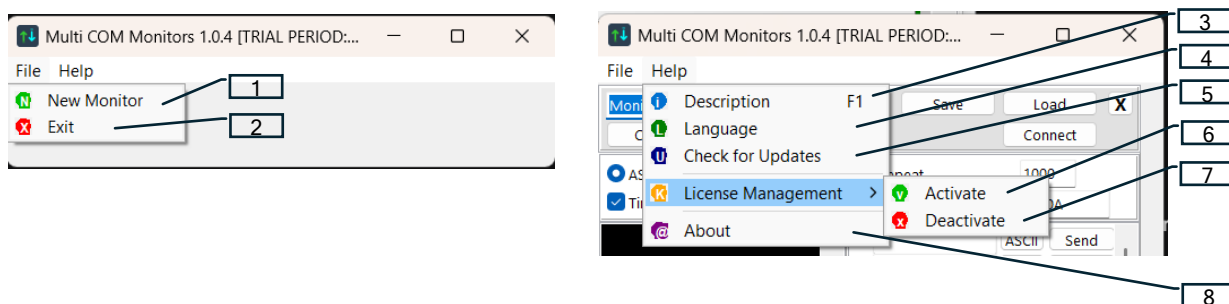 Multi COM Monitors 1.0.4 [TRIAL PERIOD:...
File Help
New Monitor
Exit
1
2
Multi COM Monitors 1.0.4 [TRIAL PERIOD:...
File Help
Moni
Save Load X
Connect
Description F1
Language
Check for Updates
License Management >
About
1000
Activate
Deactivate
ASCII Send
3
4
5
6
7
8